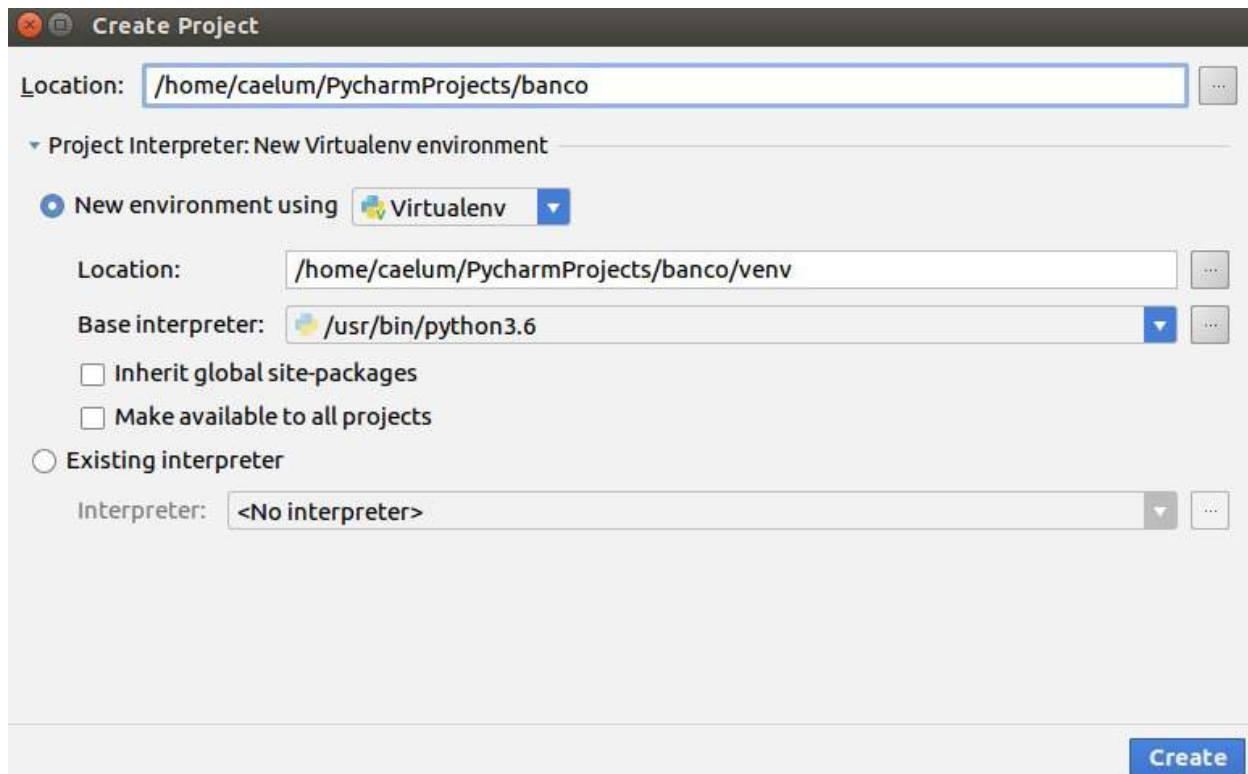 Create Project
Location: /home/caelum/PycharmProjects/banco ...
Project Interpreter: New Virtualenv environment
New environment using Virtualenv
Location: /home/caelum/PycharmProjects/banco/venv ...
Base interpreter: /usr/bin/python3.6 ...
Inherit global site-packages
Make available to all projects
Existing interpreter
Interpreter: <No interpreter> ...
Create